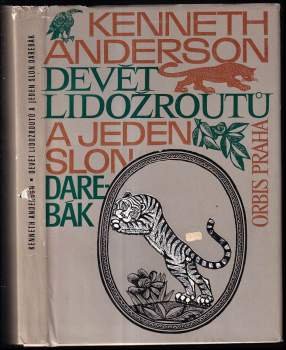 KENNETH
ANDERSON
DEVĚT
LIDOŽROUTŮ
A JEDEN
SLON
DARE-
BÁK
ORBIS PRAHA
KENNETH ANDERSON • DEVĚT LIDOŽROUTŮ A JEDEN SLON DAREBÁK